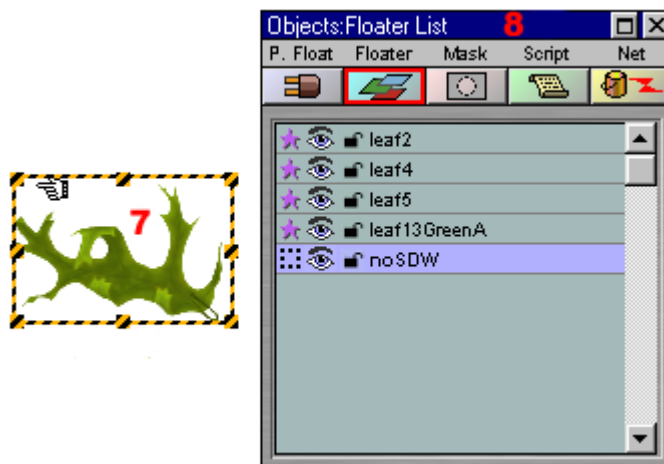 Objects:Floater List 8
P. Float Floater Mask Script Net
leaf2
leaf4
leaf5
leaf13GreenA
noSDW
7